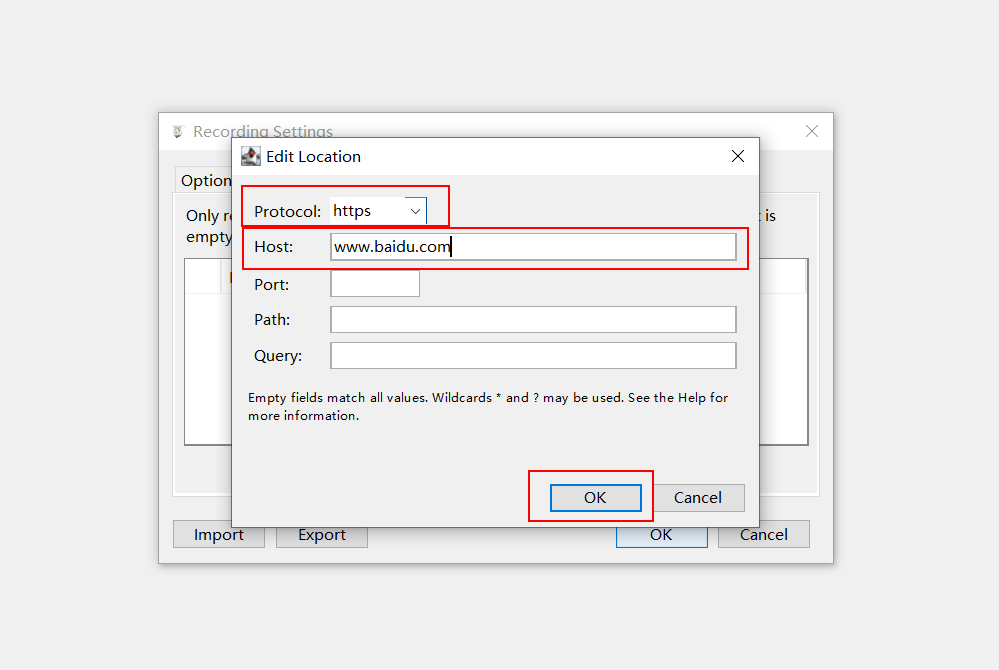 Recording Settings
Edit Location
Option
Only re
t is
empty
Protocol: https
Host: www.baidu.com
Port:
Path:
Query:
Empty fields match all values. Wildcards * and ? may be used. See the Help for
more information.
OK Cancel
Import Export OK Cancel